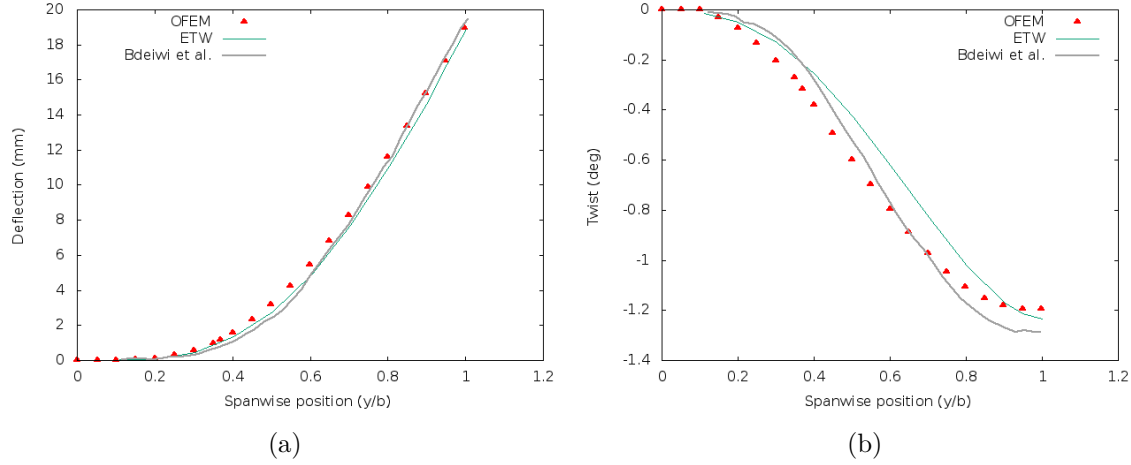 OFEM
ETW
Bdeiwi et al.
20
18
16
14
12
10
8
6
4
2
0
Deflection (mm)
0 0.2 0.4 0.6 0.8 1 1.2
Spanwise position (y/b)
(a)
OFEM
ETW
Bdeiwi et al.
0
-0.2
-0.4
-0.6
-0.8
-1
-1.2
-1.4
Twist (deg)
0 0.2 0.4 0.6 0.8 1 1.2
Spanwise position (y/b)
(b)